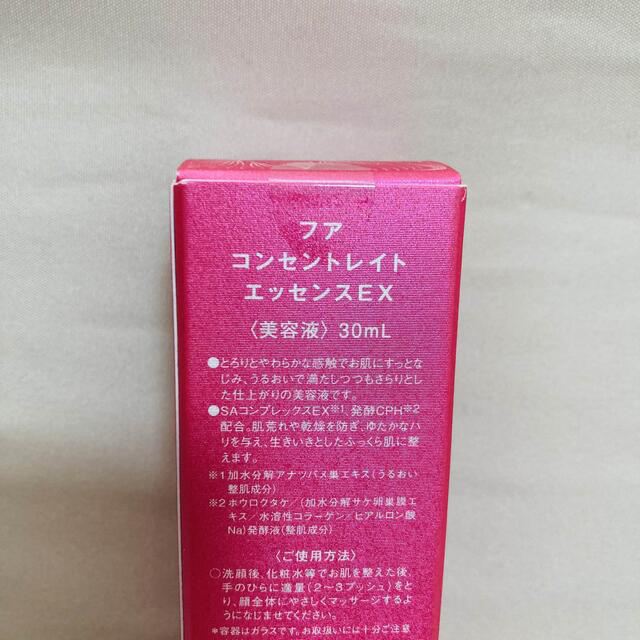 フア
コンセントレイト
エッセンスEX
〈美容液〉30mL
●とろりとやわらかな感触でお肌にすっとな
じみ、うるおいで満たしつつもさらりとし
た仕上がりの美容液です。
●SAコンプレックスEX※1、発酵CPH※2
配合。肌荒れや乾燥を防ぎ、ゆたかなハ
リを与え、生きいきとしたふっくら肌に整
えます。
※1 加水分解アナツバメ巣エキス(うるおい
整肌成分)
※2 ホウロクタケ/(加水分解サケ卵巣膜エ
キス/水溶性コラーゲン/ヒアルロン酸
Na)発酵液(整肌成分)
〈ご使用方法〉
○洗顔後、化粧水等でお肌を整えた後、
手のひらに適量(2~3プッシュ)をと
り、顔全体にやさしくマッサージするよ
うになじませてください。
*容器はガラスです。お取扱いには十分ご注意